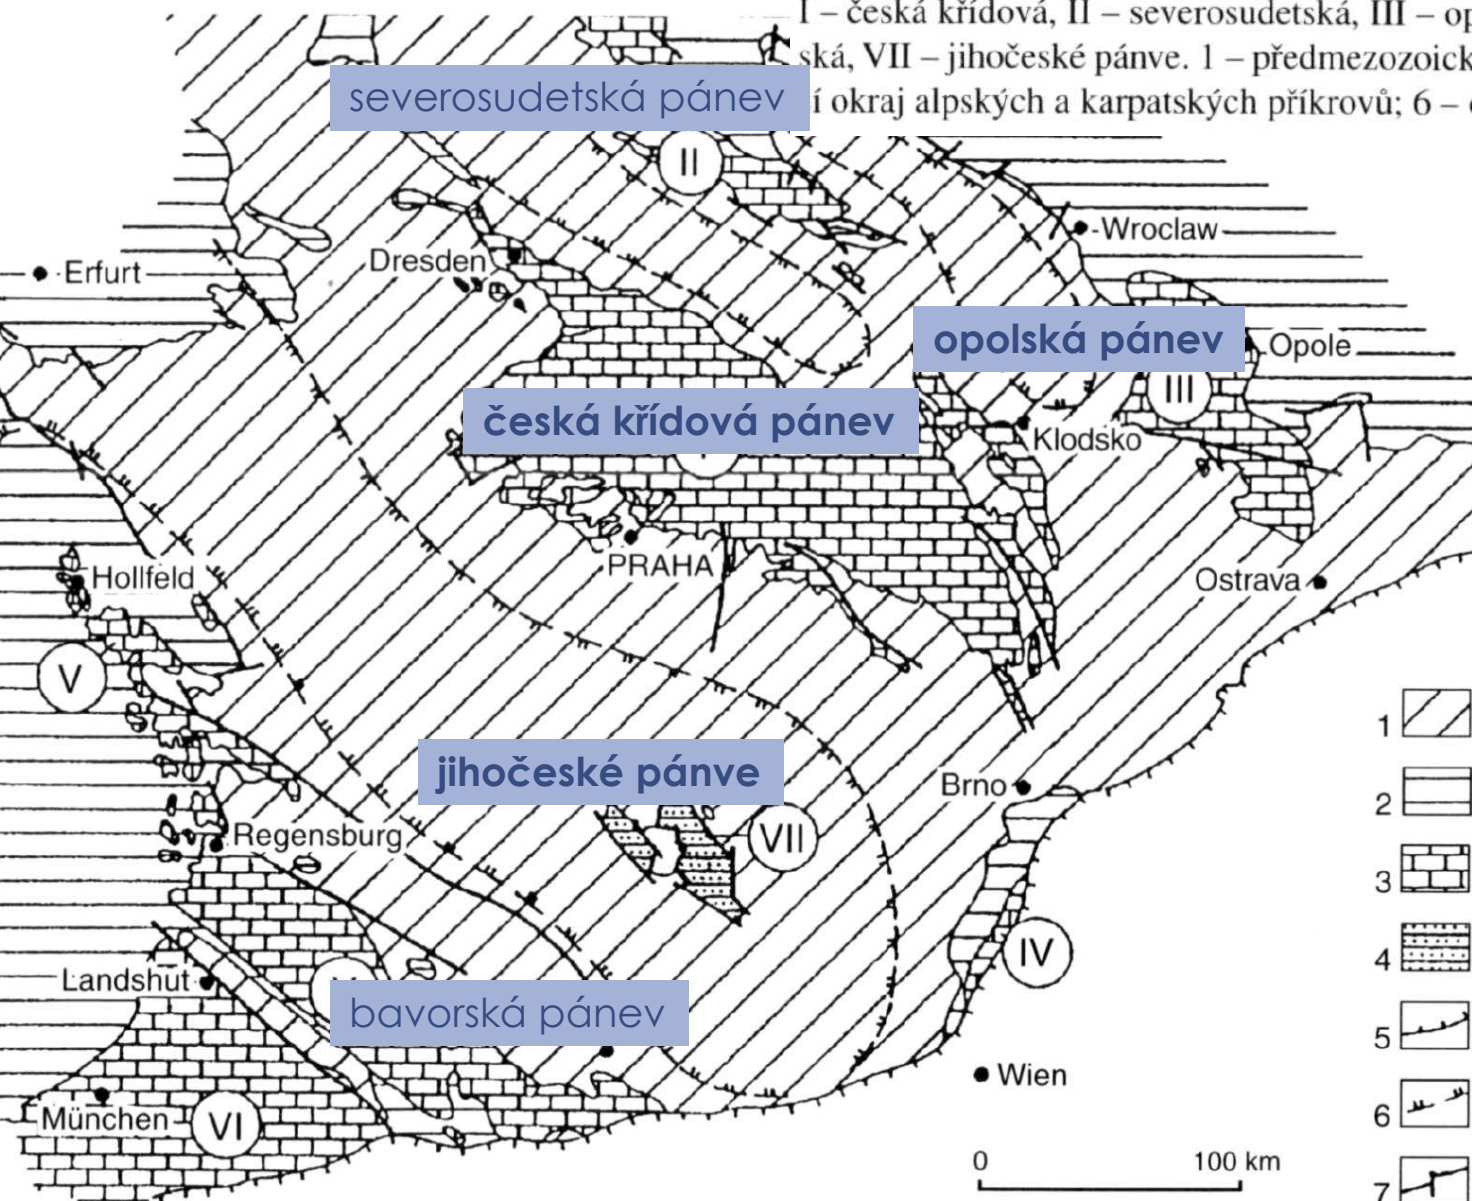 I – česká křídová, II – severosudetská, III – op
ská, VII – jihočeské pánve. 1 – předmezozoick
í okraj alpských a karpatských příkrovů; 6 –
severosudetská pánev
II
Wroclaw
Dresden
Erfurt
opolská pánev
Opole
III
česká křídová pánev
Klodsko
PRAHA
Hollfeld
Ostrava
V
1
jihočeské pánve
Brno
2
VII
Regensburg
3
IV
4
Landshut
bavorská pánev
5
Wien
6
München
VI
0 100 km
7